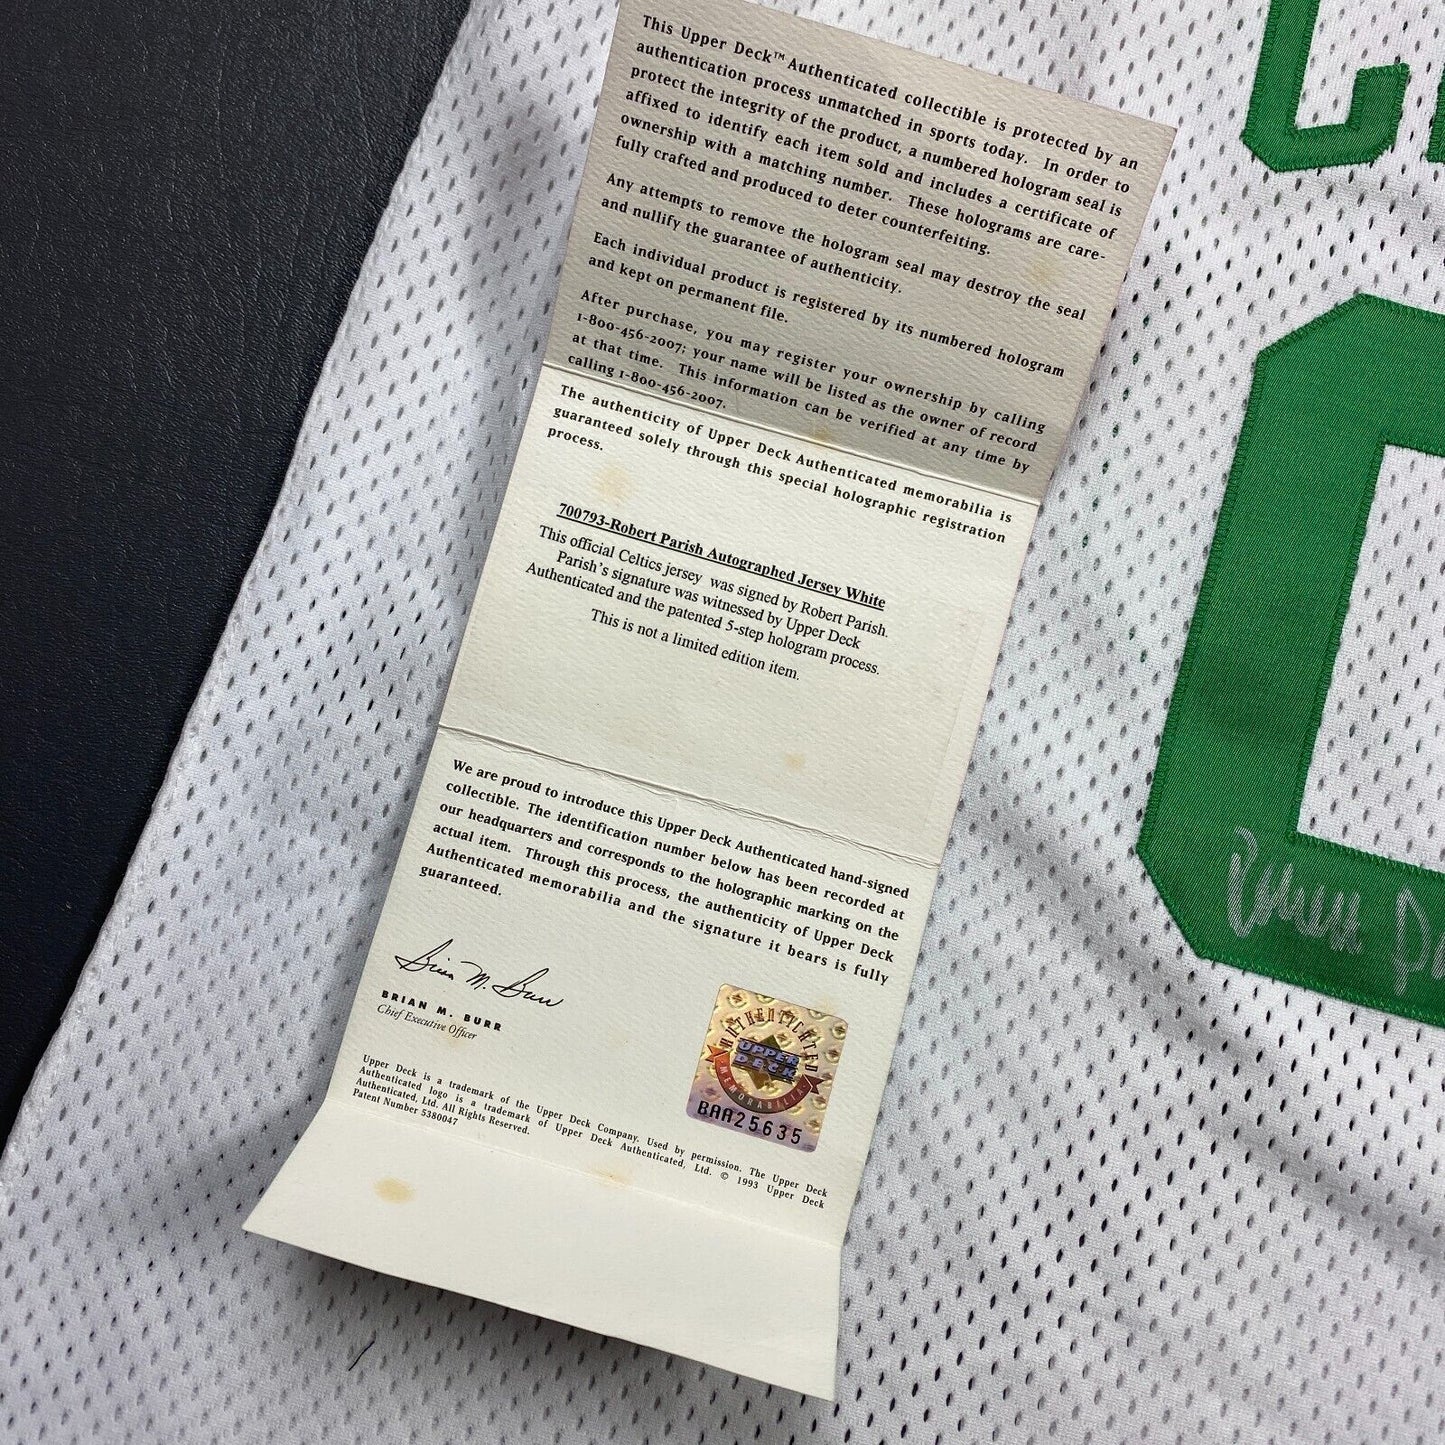 This Upper Deck™ Authenticated collectible is protected by an
authentication process unmatched in sports today. In order to
protect the integrity of the product, a numbered hologram seal is
affixed to identify each item sold and includes a certificate of
ownership with a matching number. These holograms are care-
fully crafted and produced to deter counterfeiting.
Any attempts to remove the hologram seal may destroy the seal
and nullify the guarantee of authenticity.
Each individual product is registered by its numbered hologram
and kept on permanent file.
After purchase, you may register your ownership by calling
1-800-456-2007; your name will be listed as the owner of record
at that time. This information can be verified at any time by
calling 1-800-456-2007.
The authenticity of Upper Deck Authenticated memorabilia is
guaranteed solely through this special holographic registration
process.
700793-Robert Parish Autographed Jersey White
This official Celtics jersey was signed by Robert Parish.
Parish's signature was witnessed by Upper Deck
Authenticated and the patented 5-step hologram process.
This is not a limited edition item.
We are proud to introduce this Upper Deck Authenticated hand-signed
collectible. The identification number below has been recorded at
our headquarters and corresponds to the holographic marking on the
actual item. Through this process, the authenticity of Upper Deck
Authenticated memorabilia and the signature it bears is fully
guaranteed.
Brian M. Burr
BRIAN M. BURR
Chief Executive Officer
AUTHENTICATED
UPPER
DECK
MEMORABILIA
BAA25635
Upper Deck is a trademark of the Upper Deck Company. Used by permission. The Upper Deck
Authenticated logo is a trademark of Upper Deck Authenticated, Ltd. © 1993 Upper Deck
Authenticated, Ltd. All Rights Reserved.
Patent Number 5380047